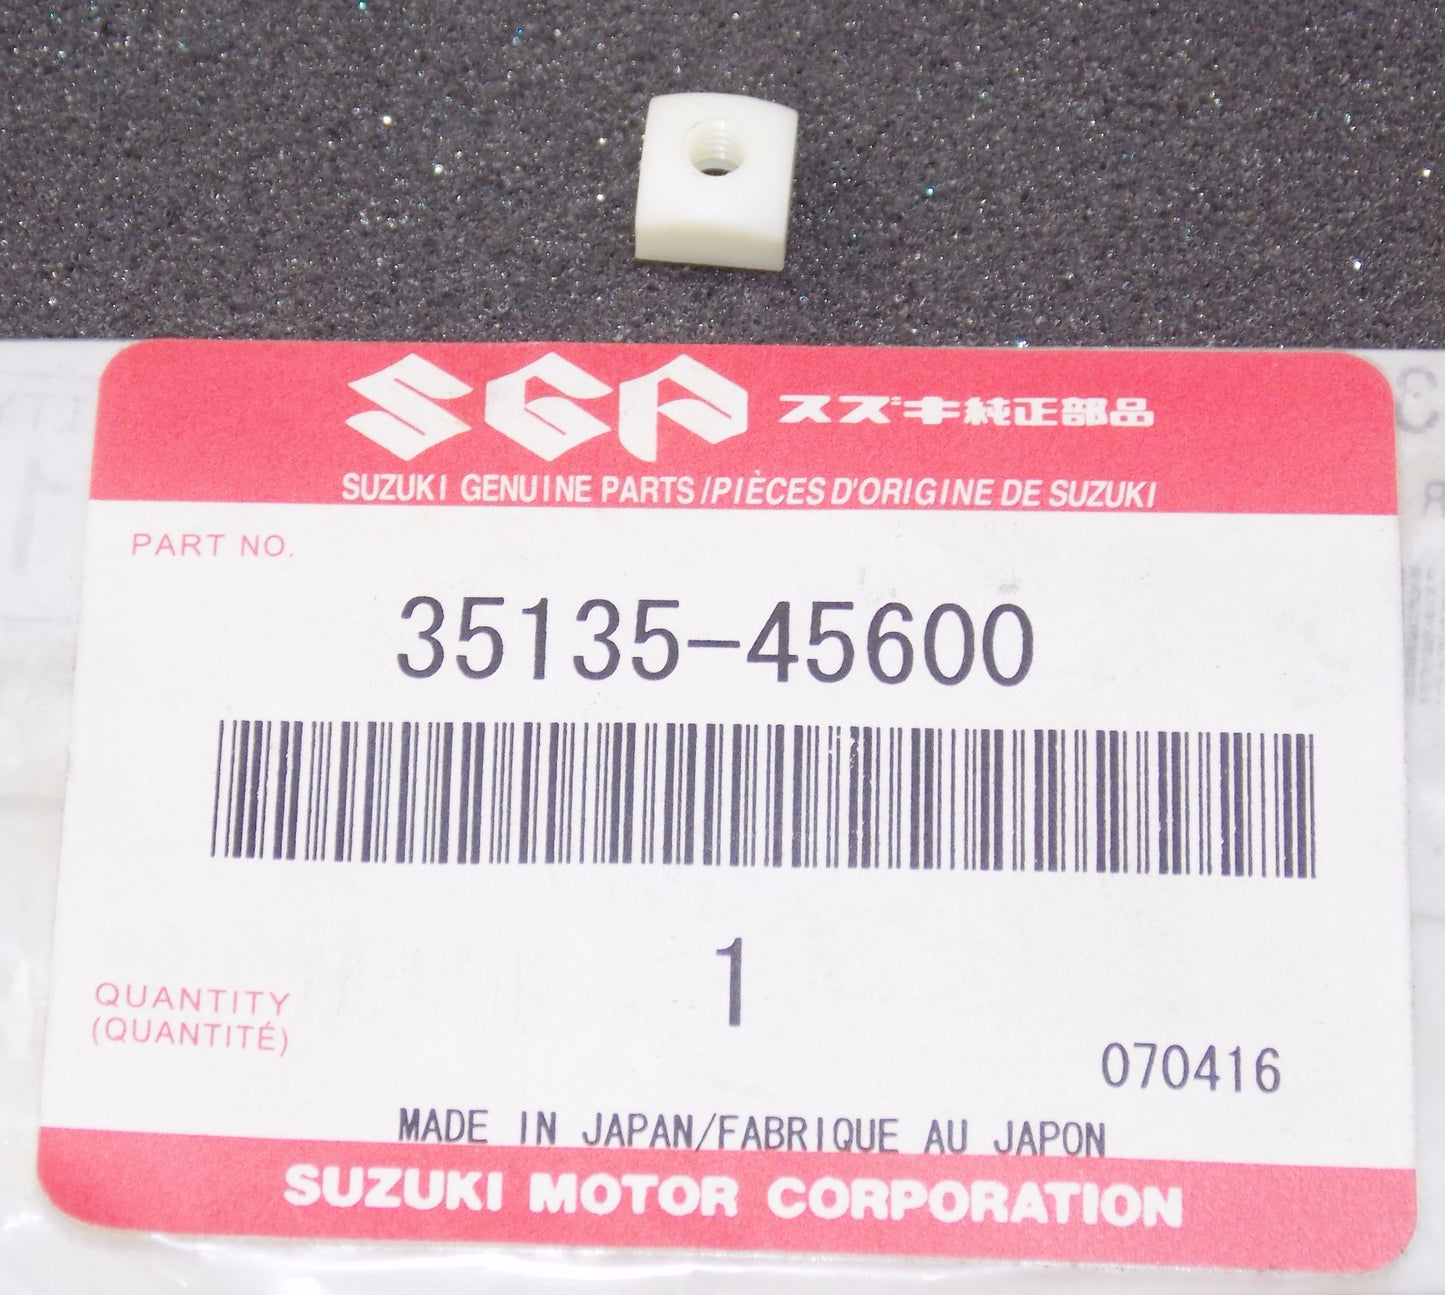 SGP スズキ純正部品
SUZUKI GENUINE PARTS/PIÈCES D'ORIGINE DE SUZUKI
PART NO.
35135-45600
1
QUANTITY
(QUANTITÉ)
070416
MADE IN JAPAN/FABRIQUE AU JAPON
SUZUKI MOTOR CORPORATION